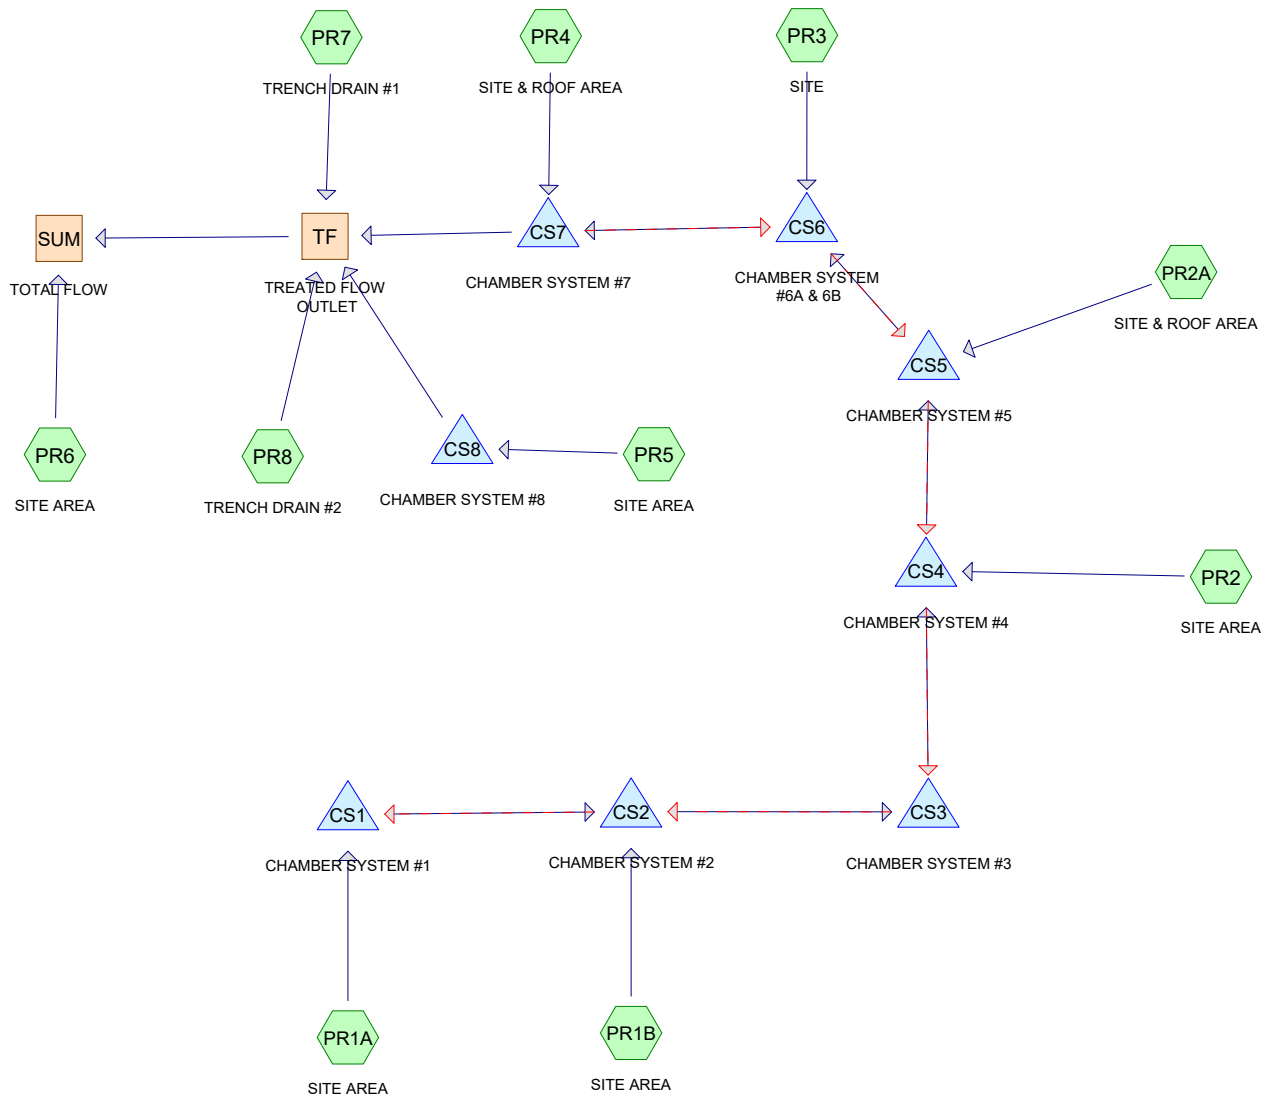 PR7
TRENCH DRAIN #1
PR4
SITE & ROOF AREA
PR3
SITE
SUM
TOTAL FLOW
TF
TREATED FLOW
OUTLET
CS7
CHAMBER SYSTEM #7
CS6
CHAMBER SYSTEM
#6A & 6B
PR2A
SITE & ROOF AREA
CS5
CHAMBER SYSTEM #5
PR6
SITE AREA
PR8
TRENCH DRAIN #2
CS8
CHAMBER SYSTEM #8
PR5
SITE AREA
CS4
CHAMBER SYSTEM #4
PR2
SITE AREA
CS1
CHAMBER SYSTEM #1
CS2
CHAMBER SYSTEM #2
CS3
CHAMBER SYSTEM #3
PR1A
SITE AREA
PR1B
SITE AREA